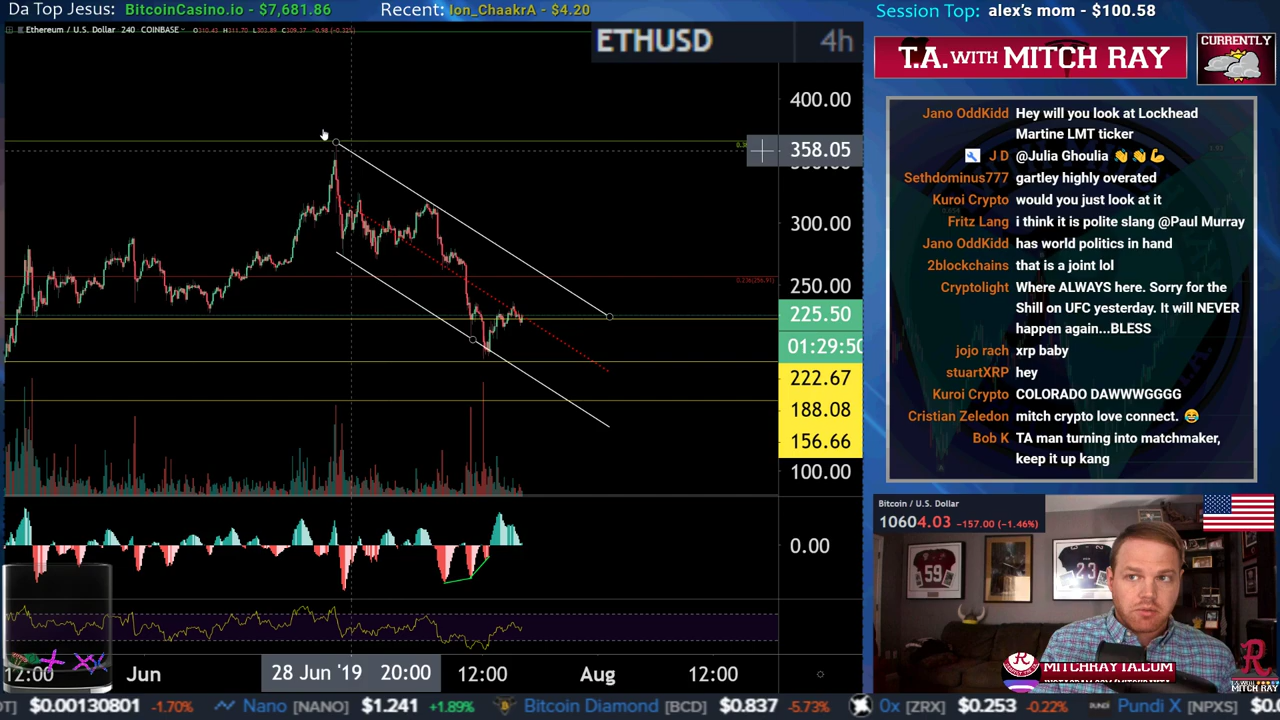 Da Top Jesus: BitcoinCasino.io - $7,681.86
Recent: Ion_ChaakrA - $4.20
Session Top: alex's mom - $100.58
Ethereum / U.S. Dollar 240 COINBASE
ETHUSD 4h
T.A. WITH MITCH RAY
CURRENTLY
400.00
358.05
300.00
250.00
0.236(256.91)
225.50
01:29:50
222.67
188.08
156.66
100.00
0.00
12:00
Jun
28 Jun '19 20:00
12:00
Aug
12:00
Jano OddKidd Hey will you look at Lockhead
Martine LMT ticker
J D @Julia Ghoulia 👋 👋 💪
Sethdominus777 gartley highly overated
Kuroi Crypto would you just look at it
Fritz Lang i think it is polite slang @Paul Murray
Jano OddKidd has world politics in hand
2blockchains that is a joint lol
Cryptolight Where ALWAYS here. Sorry for the
Shill on UFC yesterday. It will NEVER
happen again...BLESS
jojo rach xrp baby
stuartXRP hey
Kuroi Crypto COLORADO DAWWWGGGG
Cristian Zeledon mitch crypto love connect. 😂
Bob K TA man turning into matchmaker,
keep it up kang
Bitcoin / U.S. Dollar
10604.03 −157.00 (−1.46%)
59
23
MITCHRAYTA.COM
R
MITCH RAY
$0.00130801 -1.70% Nano [NANO] $1.241 +1.89% Bitcoin Diamond [BCD] $0.837 -5.73% 0x [ZRX] $0.253 -0.22% Pundi X [NPXS]